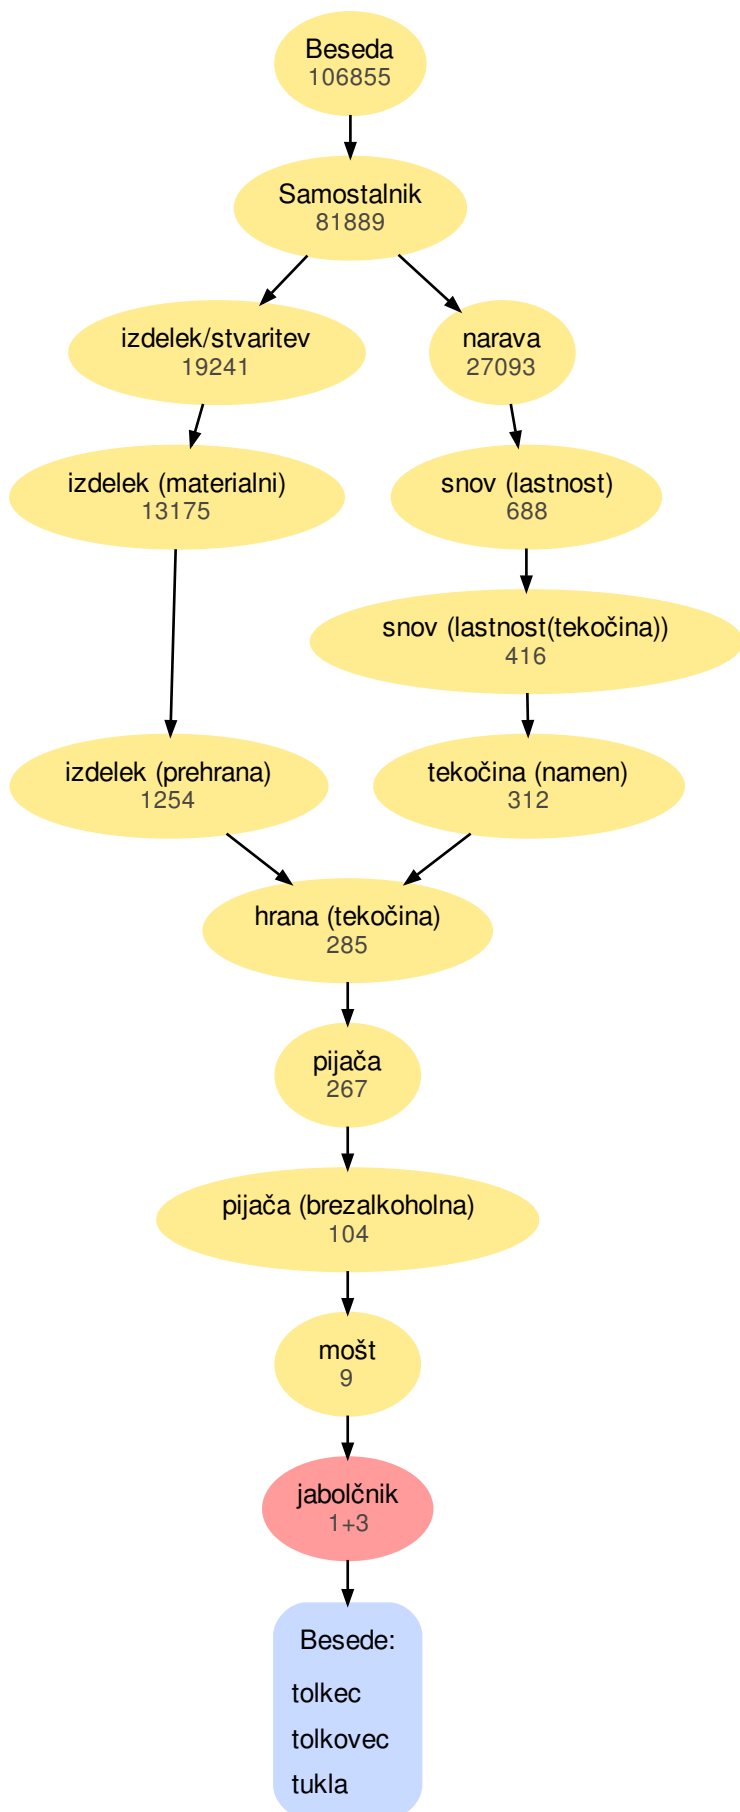 Beseda
106855
Samostalnik
81889
izdelek/stvaritev
19241
narava
27093
izdelek (materialni)
13175
snov (lastnost)
688
snov (lastnost(tekočina))
416
izdelek (prehrana)
1254
tekočina (namen)
312
hrana (tekočina)
285
pijača
267
pijača (brezalkoholna)
104
mošt
9
jabolčnik
1+3
Besede:
tolkec
tolkovec
tukla